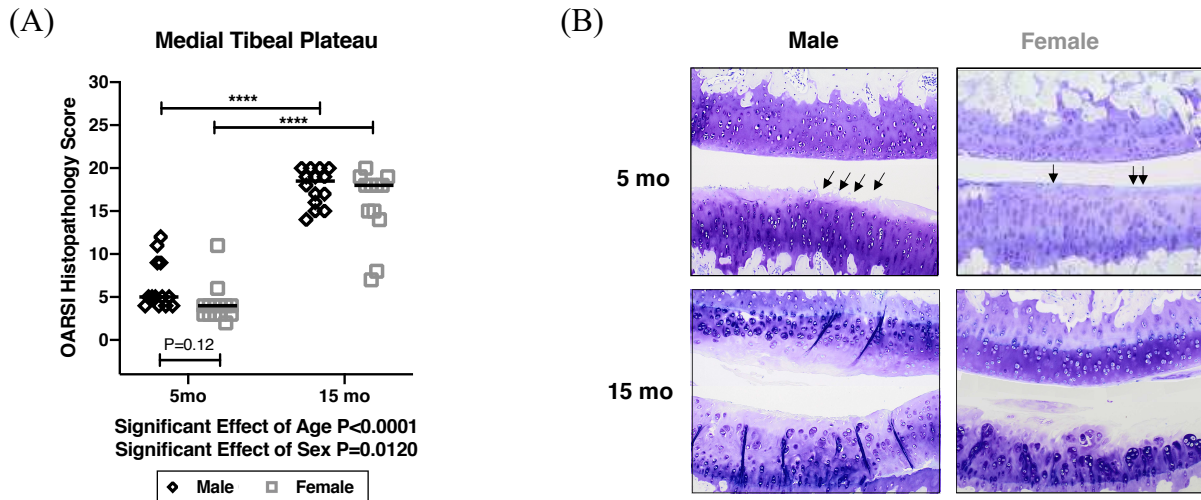 (A)
Medial Tibeal Plateau
OARSI Histopathology Score
30
25
20
15
10
5
0
****
****
P=0.12
5mo
15 mo
Significant Effect of Age P<0.0001
Significant Effect of Sex P=0.0120
Male
Female
(B)
Male
Female
5 mo
15 mo